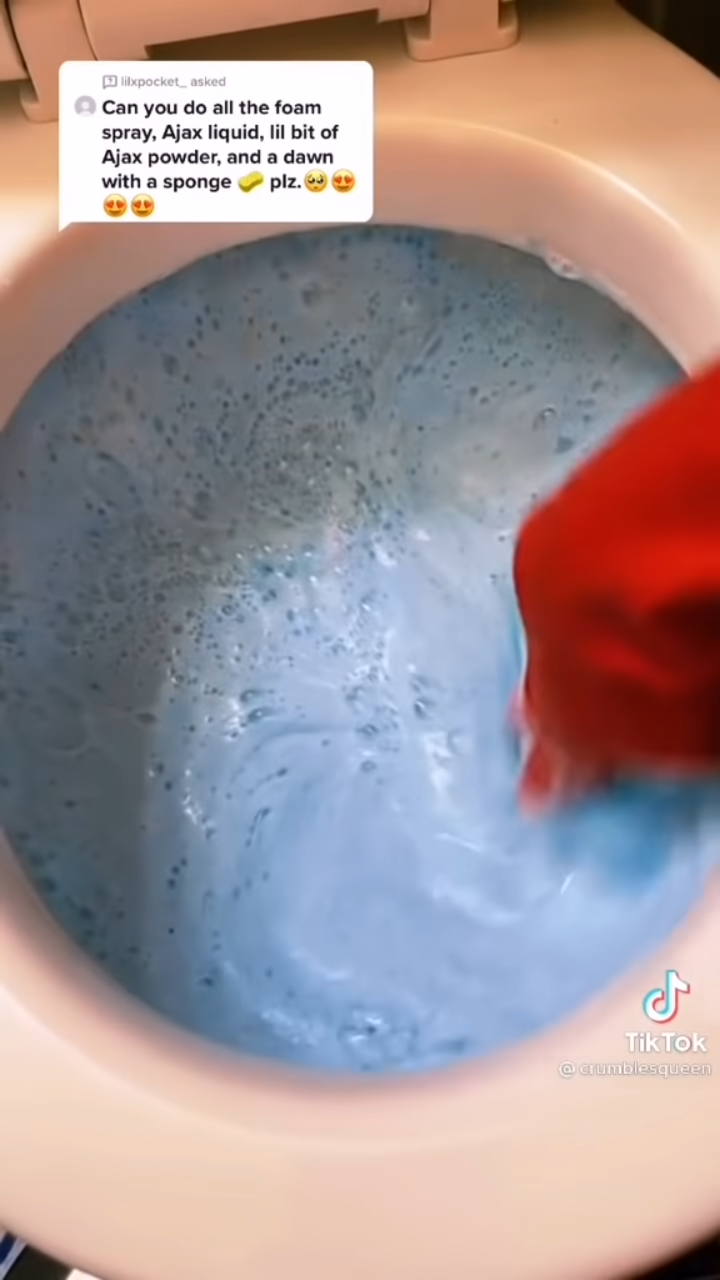 lilxpocket_ asked
Can you do all the foam
spray, Ajax liquid, lil bit of
Ajax powder, and a dawn
with a sponge 🧽 plz.🥺😍
😍😍
TikTok
@crumblesqueen